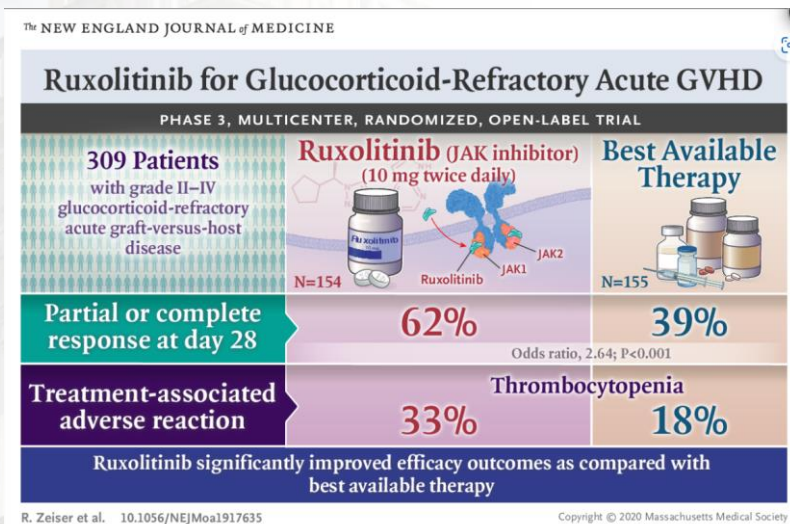 The NEW ENGLAND JOURNAL of MEDICINE
Ruxolitinib for Glucocorticoid-Refractory Acute GVHD
PHASE 3, MULTICENTER, RANDOMIZED, OPEN-LABEL TRIAL
309 Patients
with grade II–IV
glucocorticoid-refractory
acute graft-versus-host
disease
Ruxolitinib (JAK inhibitor)
(10 mg twice daily)
JAK2
JAK1
Ruxolitinib
N=154
Best Available
Therapy
N=155
Partial or complete
response at day 28
62%
39%
Odds ratio, 2.64; P<0.001
Treatment-associated
adverse reaction
Thrombocytopenia
33%
18%
Ruxolitinib significantly improved efficacy outcomes as compared with
best available therapy
R. Zeiser et al. 10.1056/NEJMoa1917635
Copyright © 2020 Massachusetts Medical Society